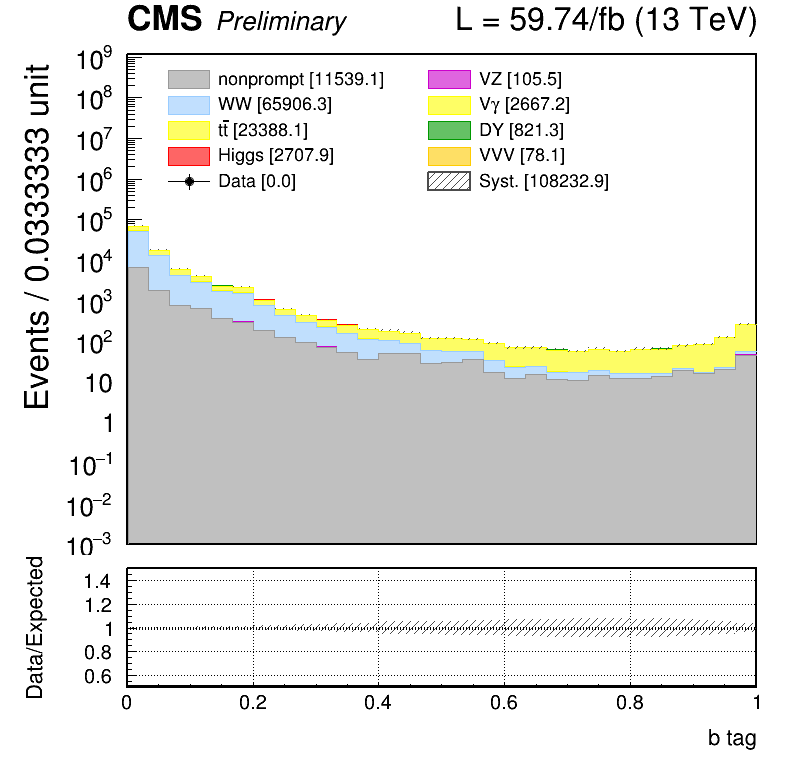 CMS Preliminary L = 59.74/fb (13 TeV)
Events / 0.0333333 unit
10⁹
10⁸
10⁷
10⁶
10⁵
10⁴
10³
10²
10
1
10⁻¹
10⁻²
10⁻³
nonprompt [11539.1]
WW [65906.3]
tt̄ [23388.1]
Higgs [2707.9]
Data [0.0]
VZ [105.5]
Vγ [2667.2]
DY [821.3]
VVV [78.1]
Syst. [108232.9]
Data/Expected
1.4
1.2
1
0.8
0.6
0 0.2 0.4 0.6 0.8 1
b tag